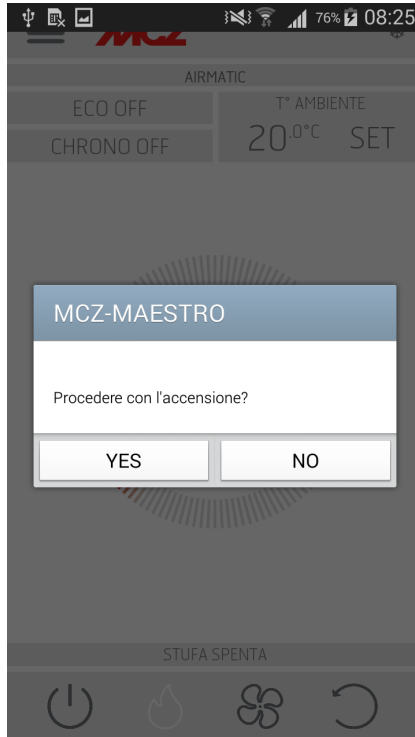 76% 08:25
MCZ
AIRMATIC
ECO OFF
T° AMBIENTE
CHRONO OFF
20.0°C SET
MCZ-MAESTRO
Procedere con l'accensione?
YES NO
STUFA SPENTA